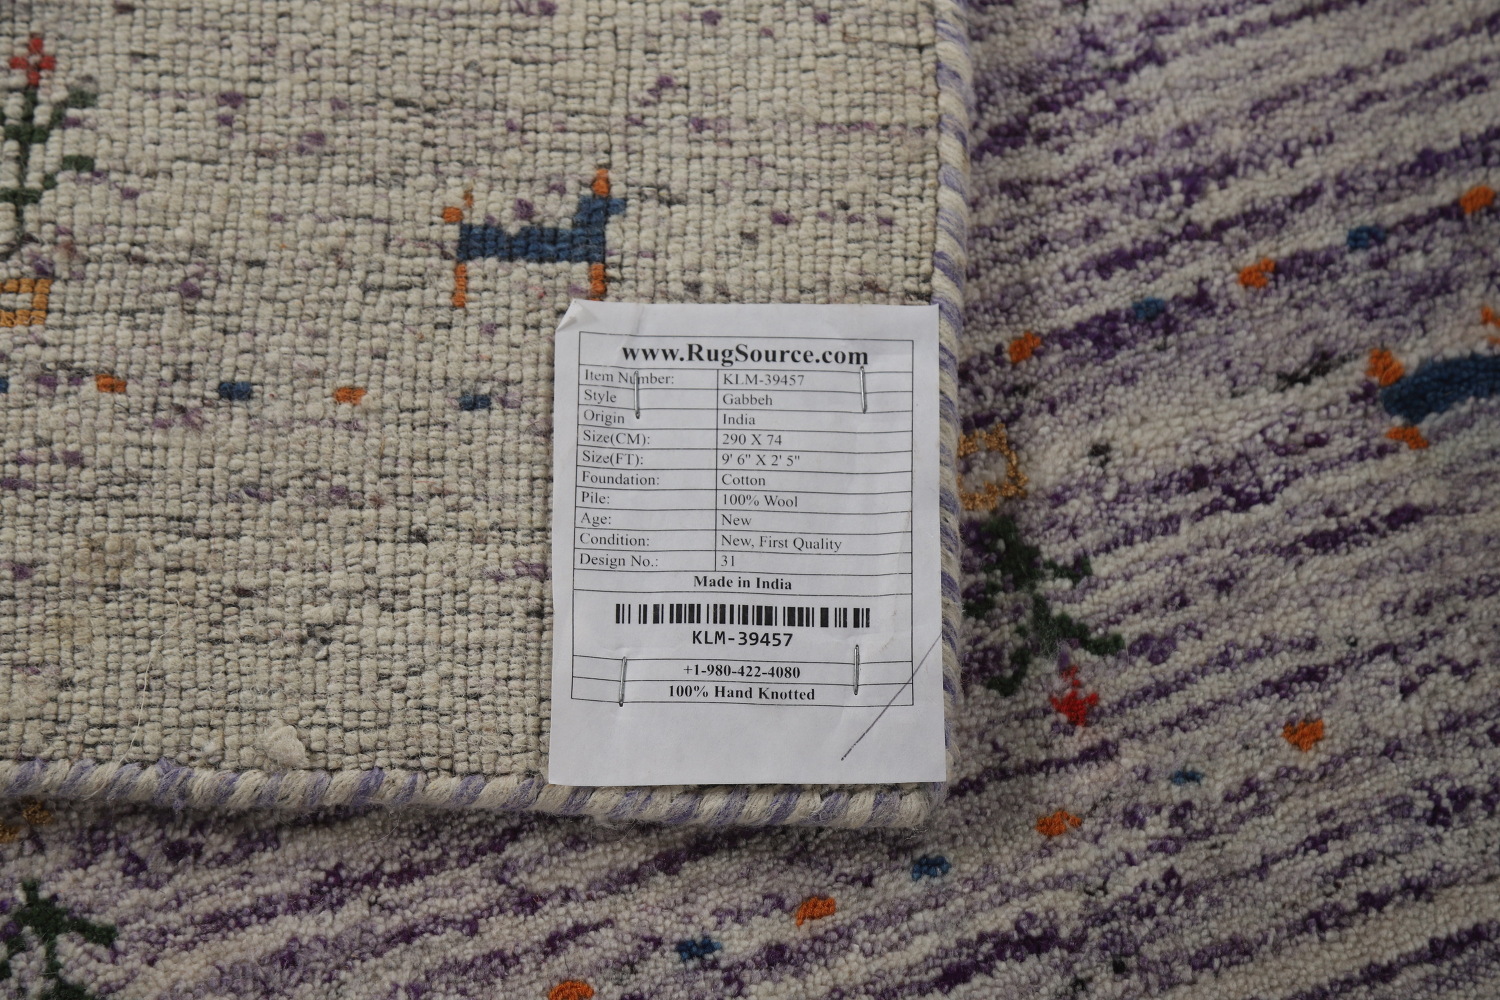 www.RugSource.com
Item Number: KLM-39457
Style Gabbeh
Origin India
Size(CM): 290 X 74
Size(FT): 9' 6" X 2' 5"
Foundation: Cotton
Pile: 100% Wool
Age: New
Condition: New, First Quality
Design No.: 31
Made in India
KLM-39457
+1-980-422-4080
100% Hand Knotted